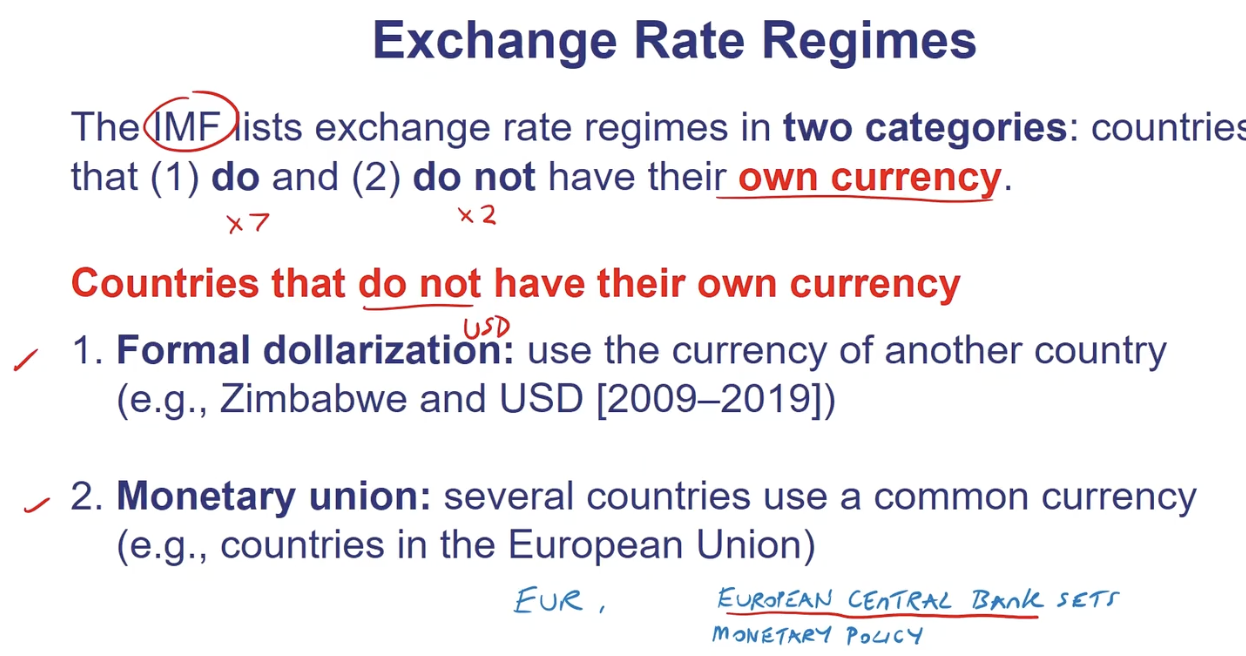 Exchange Rate Regimes
The IMF lists exchange rate regimes in two categories: countries
that (1) do and (2) do not have their own currency.
x7 x2
Countries that do not have their own currency
USD
1. Formal dollarization: use the currency of another country
(e.g., Zimbabwe and USD [2009–2019])
2. Monetary union: several countries use a common currency
(e.g., countries in the European Union)
EUR, EUROPEAN CENTRAL BANK SETS
MONETARY POLICY